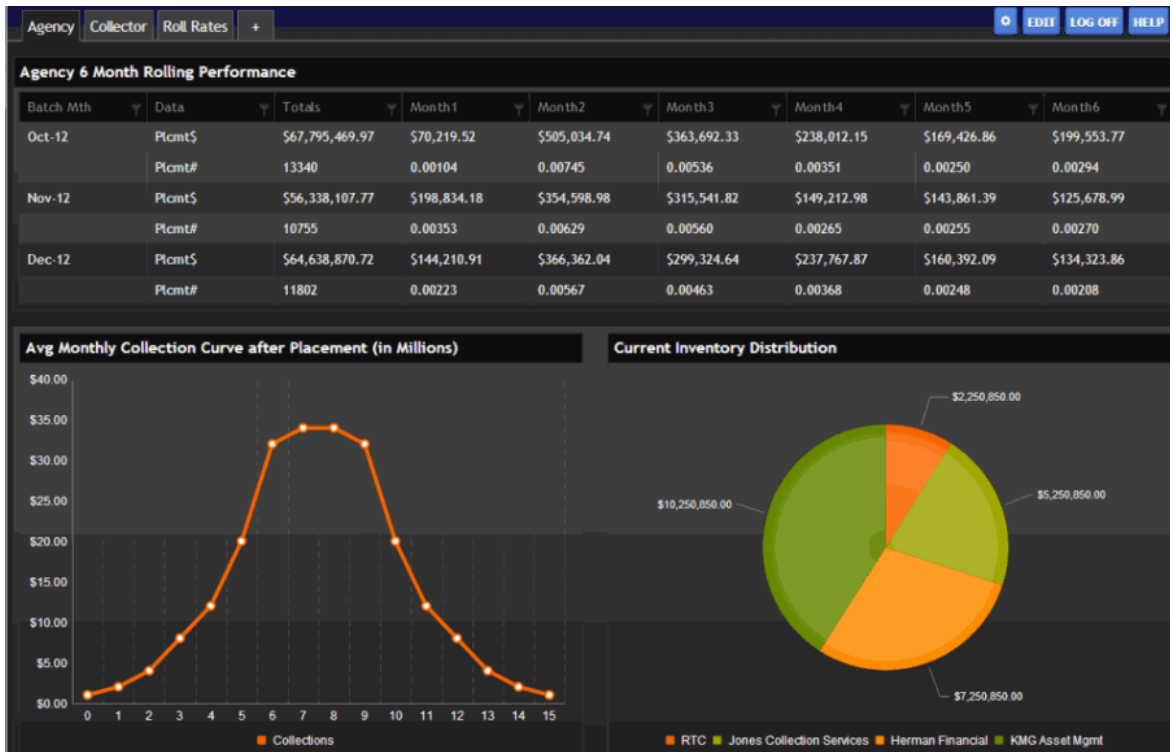 Agency Collector Roll Rates + EDIT LOG OFF HELP
Agency 6 Month Rolling Performance
Batch Mth Data Totals Month1 Month2 Month3 Month4 Month5 Month6
Oct-12 Plcmt$ $67,795,469.97 $70,219.52 $505,034.74 $363,692.33 $238,012.15 $169,426.86 $199,553.77
Plcmt# 13340 0.00104 0.00745 0.00536 0.00351 0.00250 0.00294
Nov-12 Plcmt$ $56,338,107.77 $198,834.18 $354,598.98 $315,541.82 $149,212.98 $143,861.39 $125,678.99
Plcmt# 10755 0.00353 0.00629 0.00560 0.00265 0.00255 0.00270
Dec-12 Plcmt$ $64,638,870.72 $144,210.91 $366,362.04 $299,324.64 $237,767.87 $160,392.09 $134,323.86
Plcmt# 11802 0.00223 0.00567 0.00463 0.00368 0.00248 0.00208
Avg Monthly Collection Curve after Placement (in Millions)
$40.00
$35.00
$30.00
$25.00
$20.00
$15.00
$10.00
$5.00
$0.00
0 1 2 3 4 5 6 7 8 9 10 11 12 13 14 15
Collections
Current Inventory Distribution
$2,250,850.00
$5,250,850.00
$10,250,850.00
$7,250,850.00
RTC Jones Collection Services Herman Financial KMG Asset Mgmt